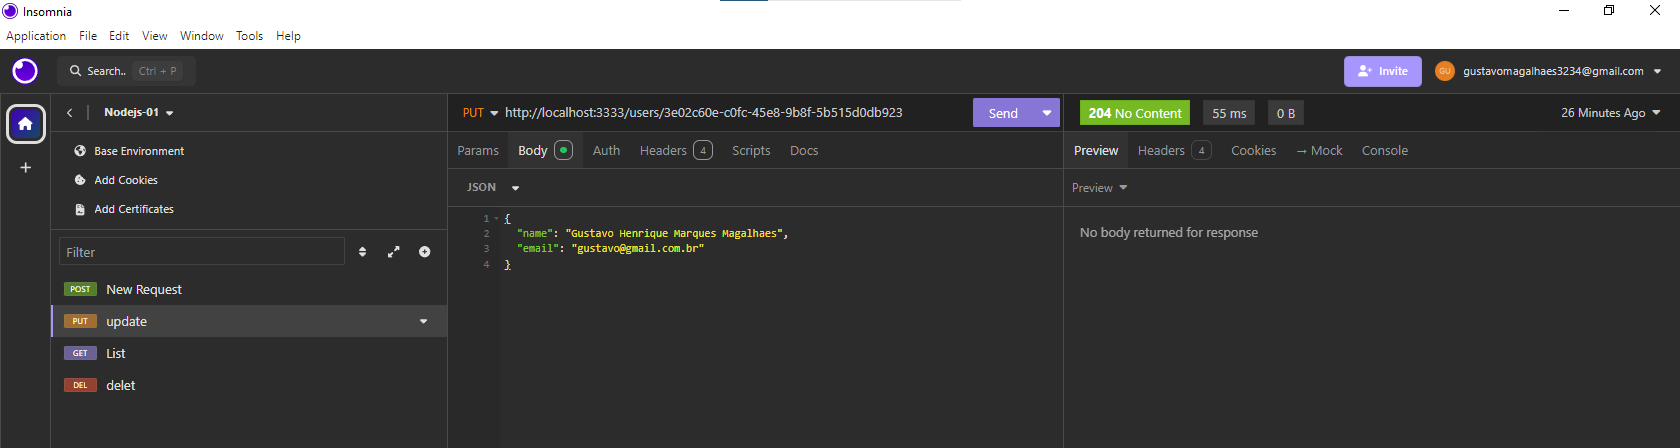 Insomnia
Application File Edit View Window Tools Help
Search.. Ctrl + P
Invite
GU gustavomagalhaes3234@gmail.com
Nodejs-01
Base Environment
Add Cookies
Add Certificates
Filter
POST New Request
PUT update
GET List
DEL delet
PUT http://localhost:3333/users/3e02c60e-c0fc-45e8-9b8f-5b515d0db923 Send
Params Body Auth Headers 4 Scripts Docs
JSON
1 {
2 "name": "Gustavo Henrique Marques Magalhaes",
3 "email": "gustavo@gmail.com.br"
4 }
204 No Content 55 ms 0 B 26 Minutes Ago
Preview Headers 4 Cookies → Mock Console
Preview
No body returned for response